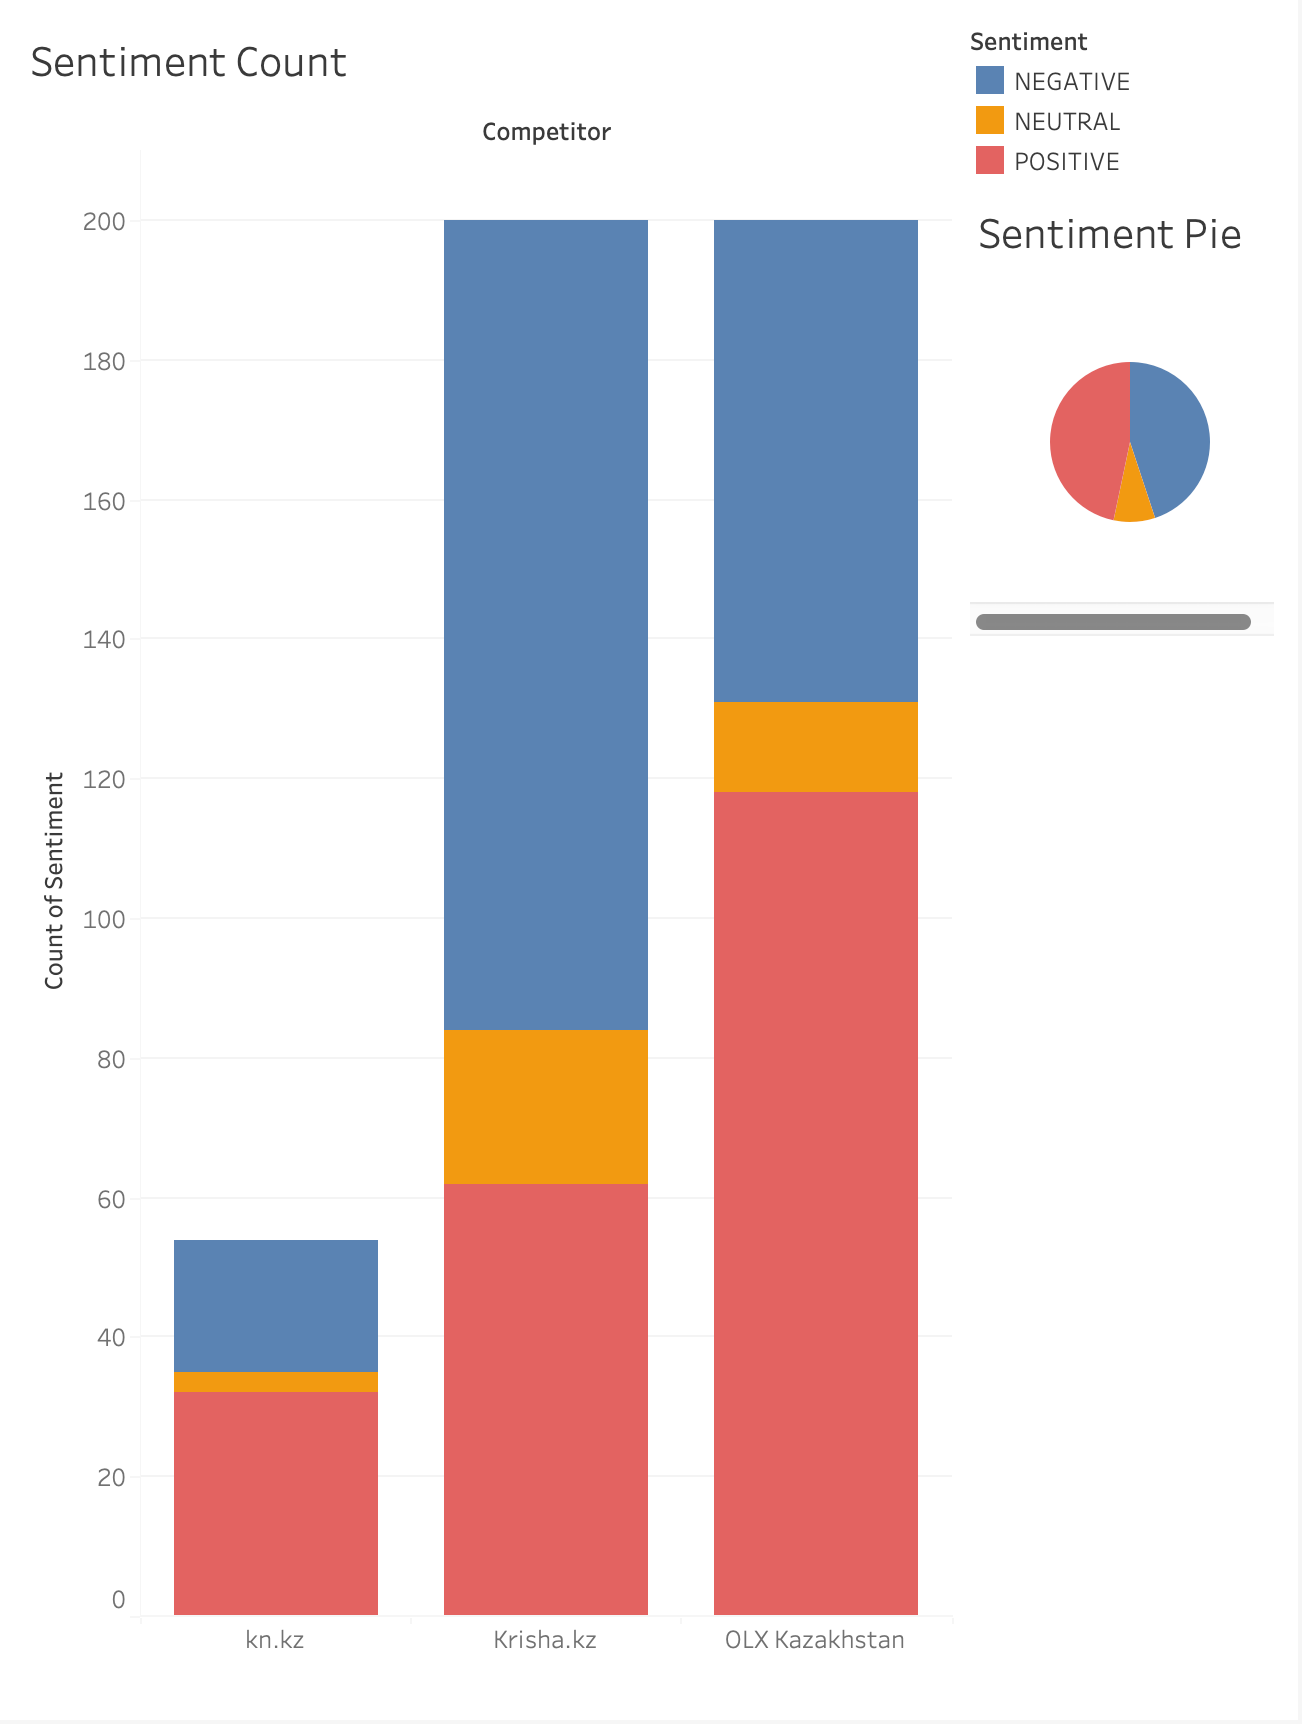 Sentiment Count
Sentiment
NEGATIVE
NEUTRAL
POSITIVE
Competitor
Sentiment Pie
200
180
160
140
120
100
80
60
40
20
0
Count of Sentiment
kn.kz
Krisha.kz
OLX Kazakhstan